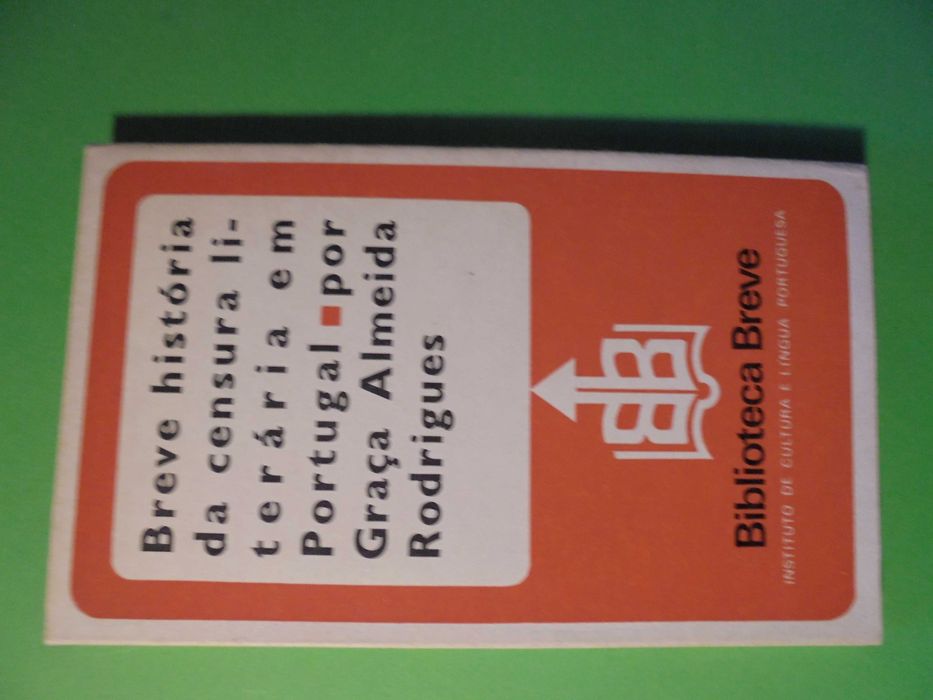 Breve história
da censura li-
terária em
Portugal ■ por
Graça Almeida
Rodrigues
BB
Biblioteca Breve
INSTITUTO DE CULTURA E LÍNGUA PORTUGUESA